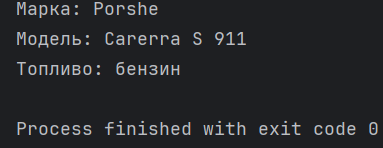 Марка: Porshe
Модель: Carerra S 911
Топливо: бензин
Process finished with exit code 0